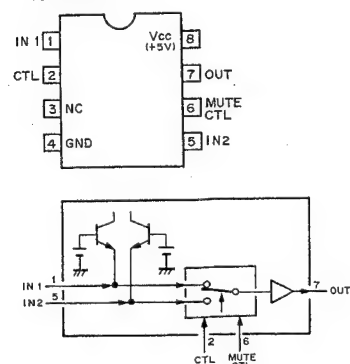 IN 1 1
CTL 2
3 NC
4 GND
Vcc 8
(+5V)
7 OUT
6 MUTE
CTL
5 IN2
IN 1 1
IN2 5
7 OUT
2 6
CTL MUTE
CTL